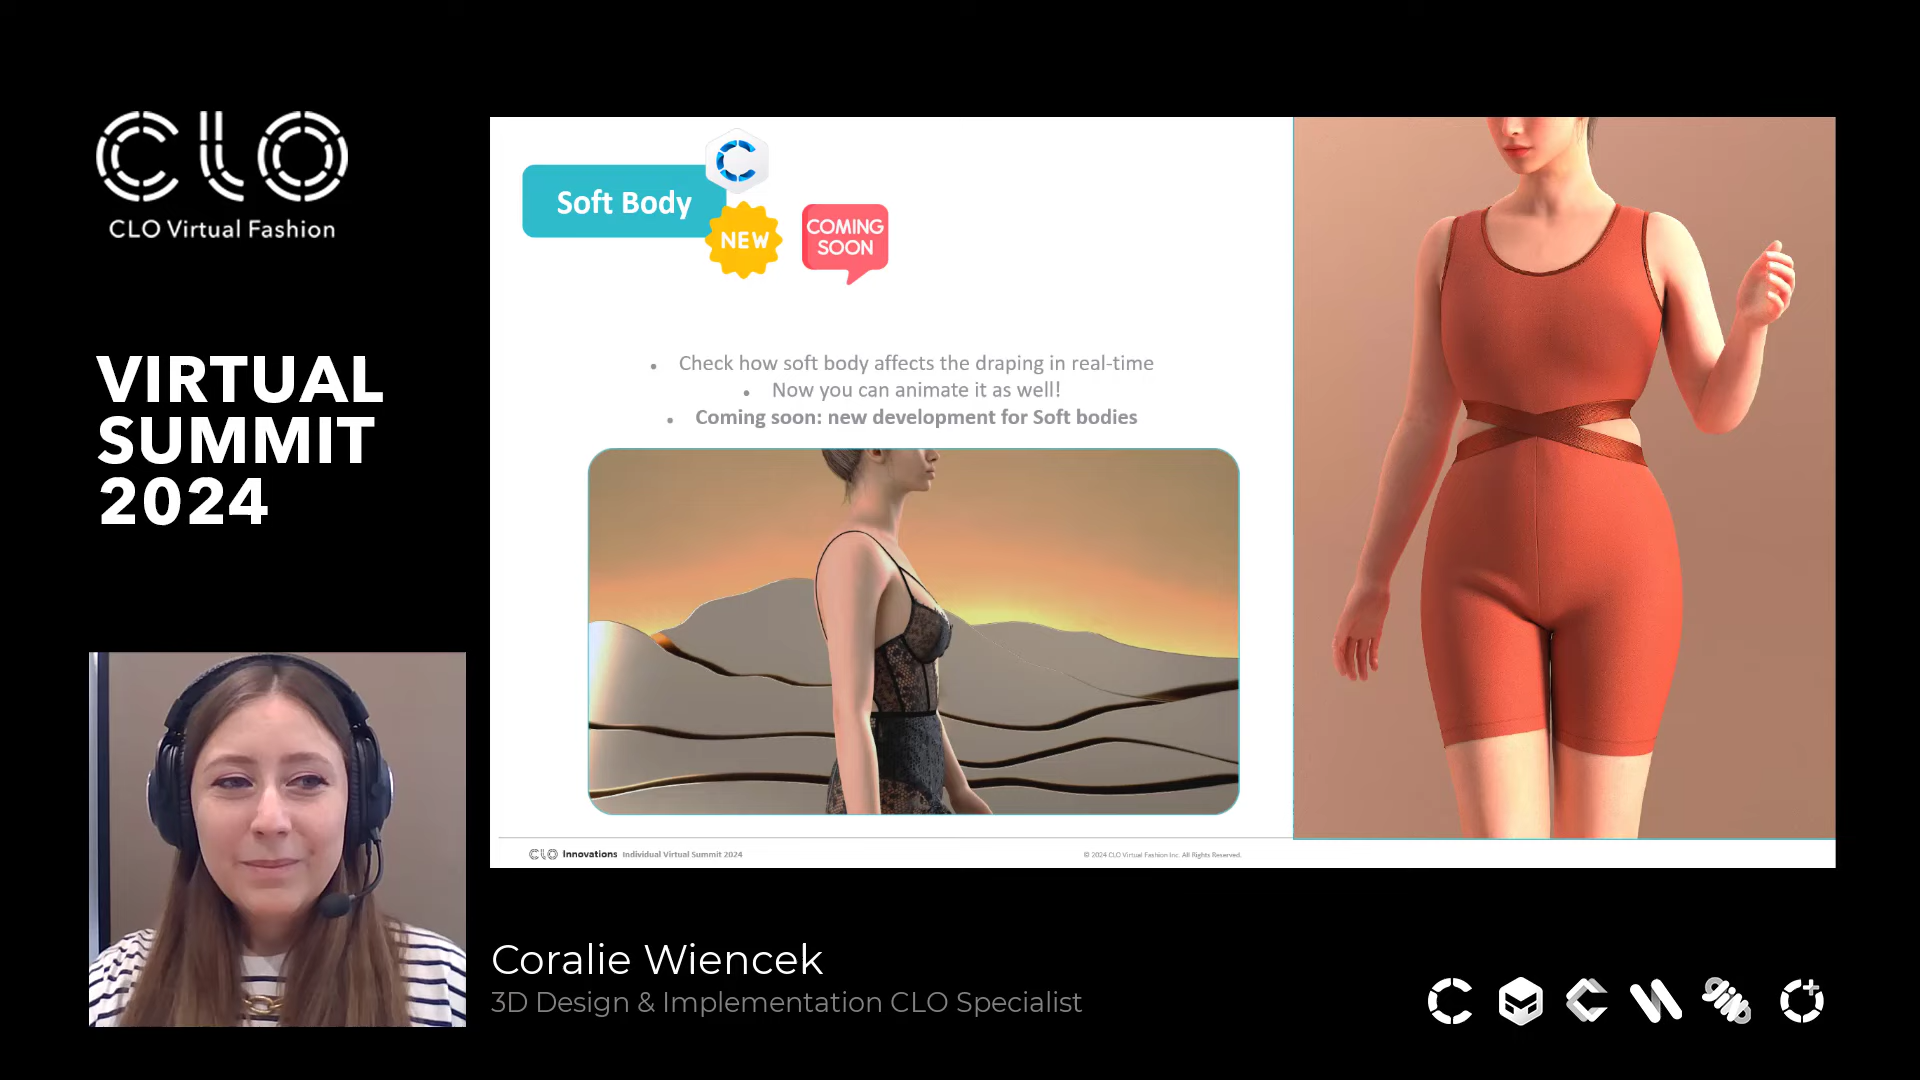 CLO
CLO Virtual Fashion
VIRTUAL
SUMMIT
2024
Soft Body
NEW
COMING
SOON
• Check how soft body affects the draping in real-time
• Now you can animate it as well!
• Coming soon: new development for Soft bodies
CLO Innovations Individual Virtual Summit 2024
© 2024 CLO Virtual Fashion Inc. All Rights Reserved.
Coralie Wiencek
3D Design & Implementation CLO Specialist